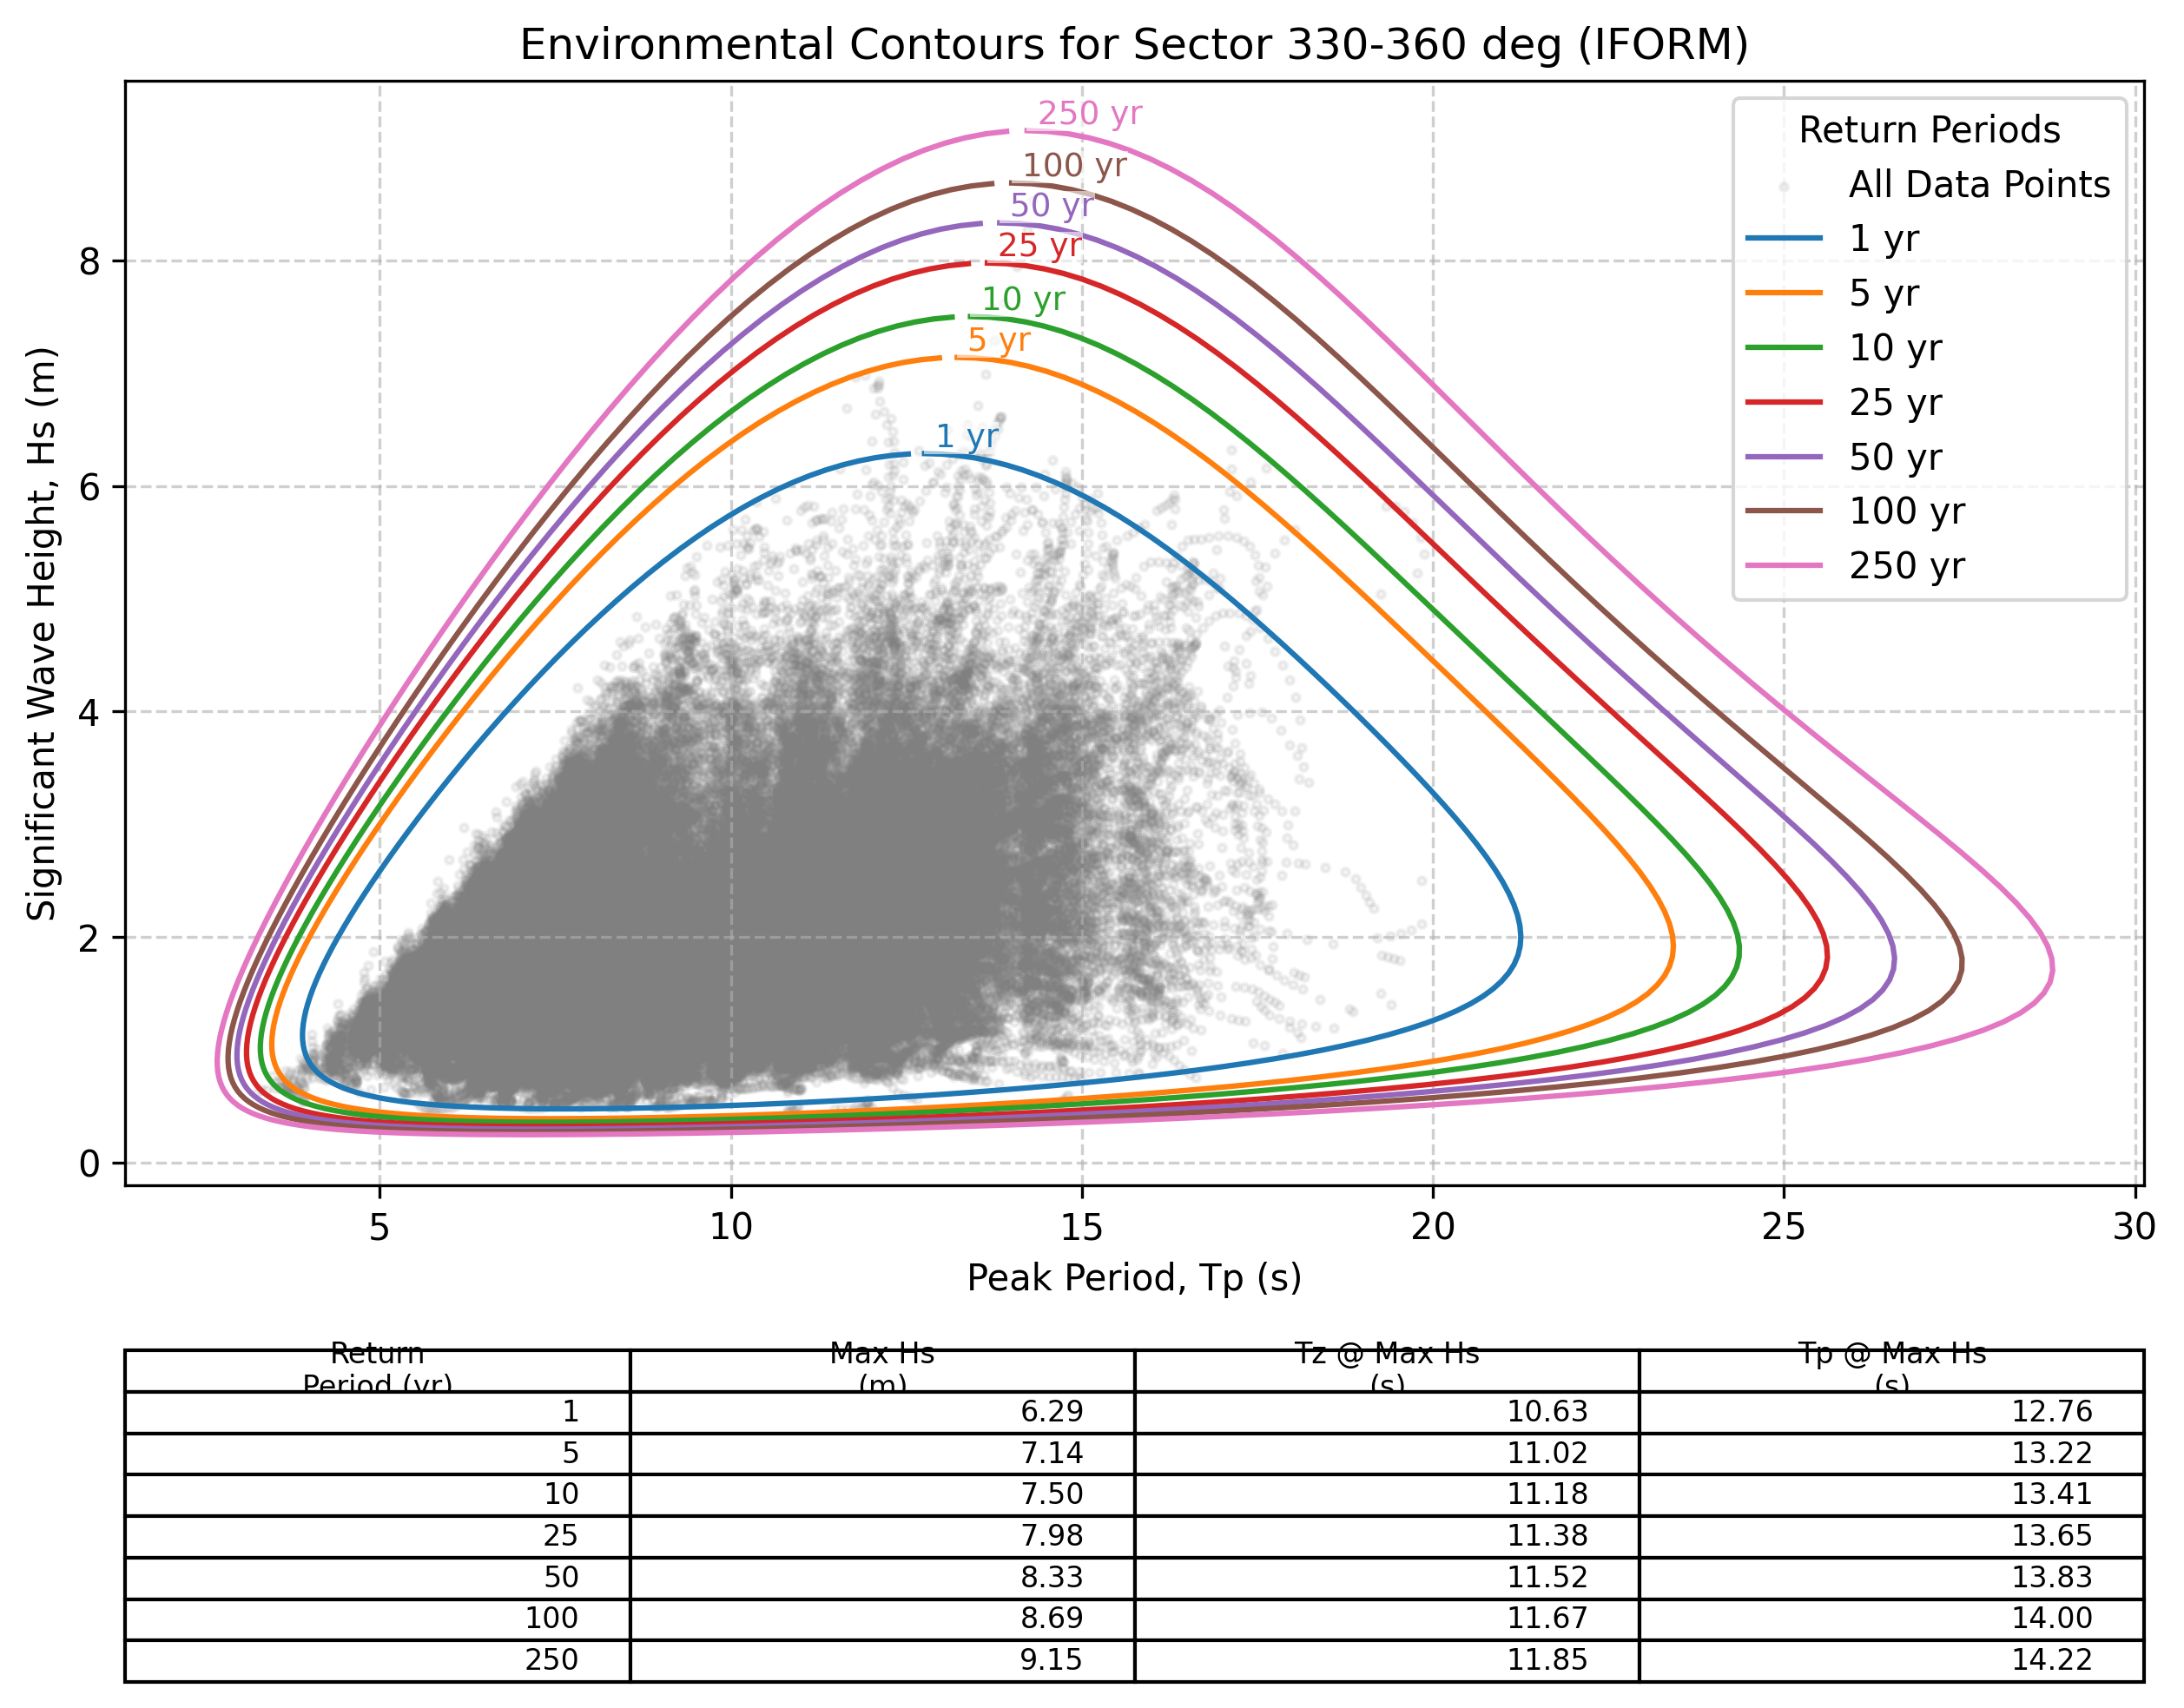 Environmental Contours for Sector 330-360 deg (IFORM)
Significant Wave Height, Hs (m)
8
6
4
2
0
250 yr
100 yr
50 yr
25 yr
10 yr
5 yr
1 yr
Return Periods
All Data Points
1 yr
5 yr
10 yr
25 yr
50 yr
100 yr
250 yr
5 10 15 20 25 30
Peak Period, Tp (s)
Return Max Hs Tz @ Max Hs Tp @ Max Hs
Period (yr) (m) (s) (s)
1 6.29 10.63 12.76
5 7.14 11.02 13.22
10 7.50 11.18 13.41
25 7.98 11.38 13.65
50 8.33 11.52 13.83
100 8.69 11.67 14.00
250 9.15 11.85 14.22